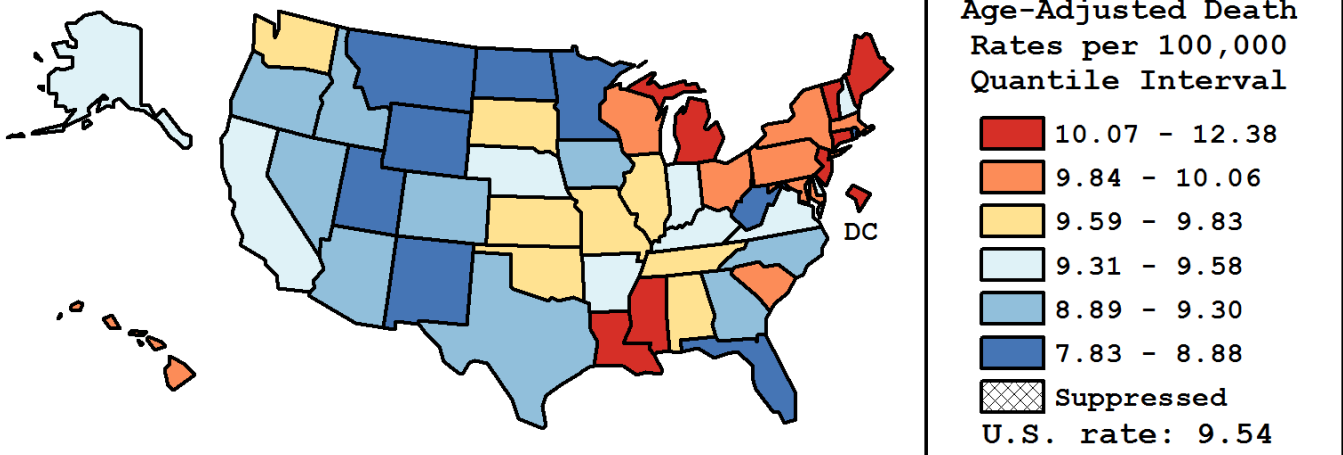 Age-Adjusted Death
Rates per 100,000
Quantile Interval
10.07 - 12.38
9.84 - 10.06
9.59 - 9.83
9.31 - 9.58
8.89 - 9.30
7.83 - 8.88
Suppressed
U.S. rate: 9.54
DC